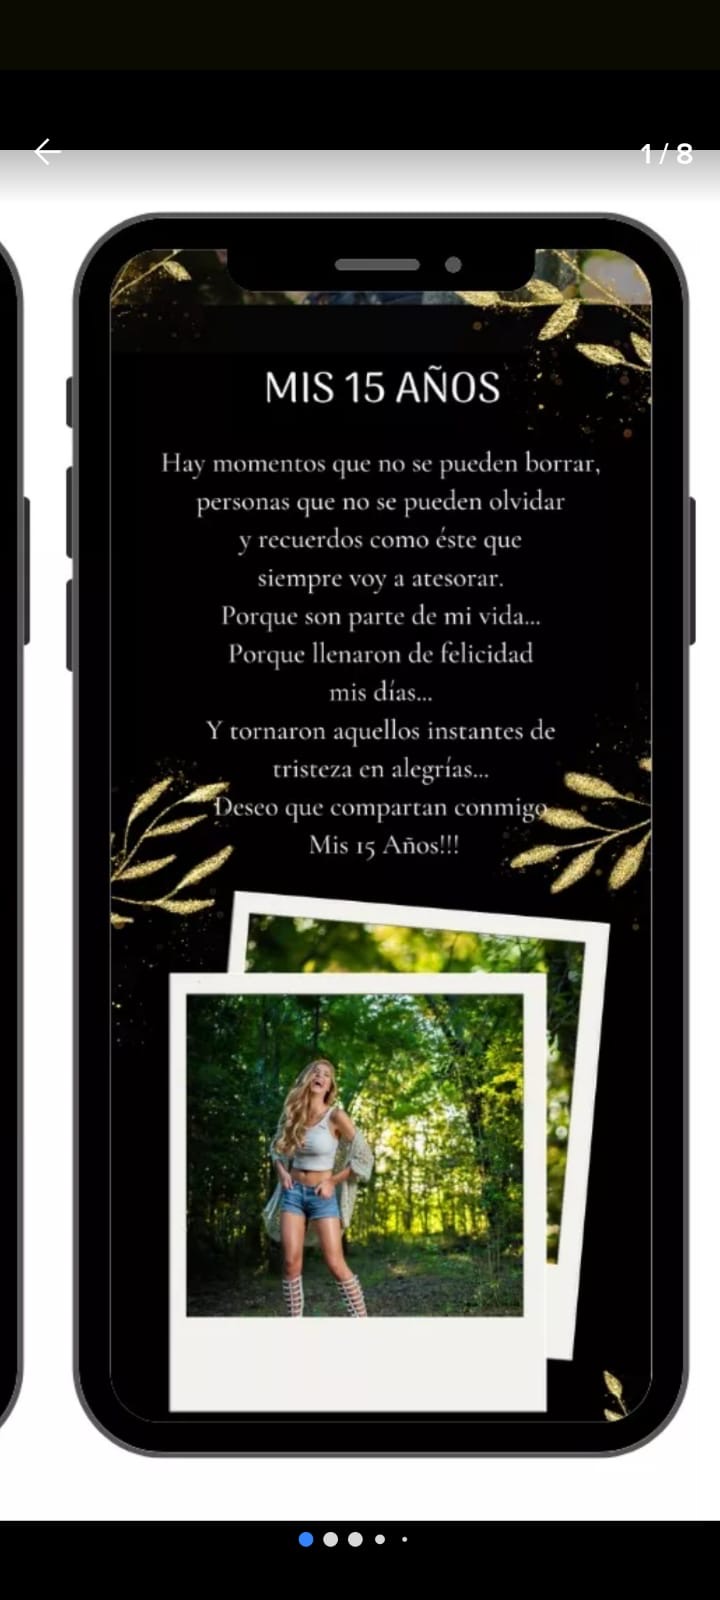 1 / 8
MIS 15 AÑOS
Hay momentos que no se pueden borrar,
personas que no se pueden olvidar
y recuerdos como éste que
siempre voy a atesorar.
Porque son parte de mi vida...
Porque llenaron de felicidad
mis días...
Y tornaron aquellos instantes de
tristeza en alegrías...
Deseo que compartan conmigo
Mis 15 Años!!!